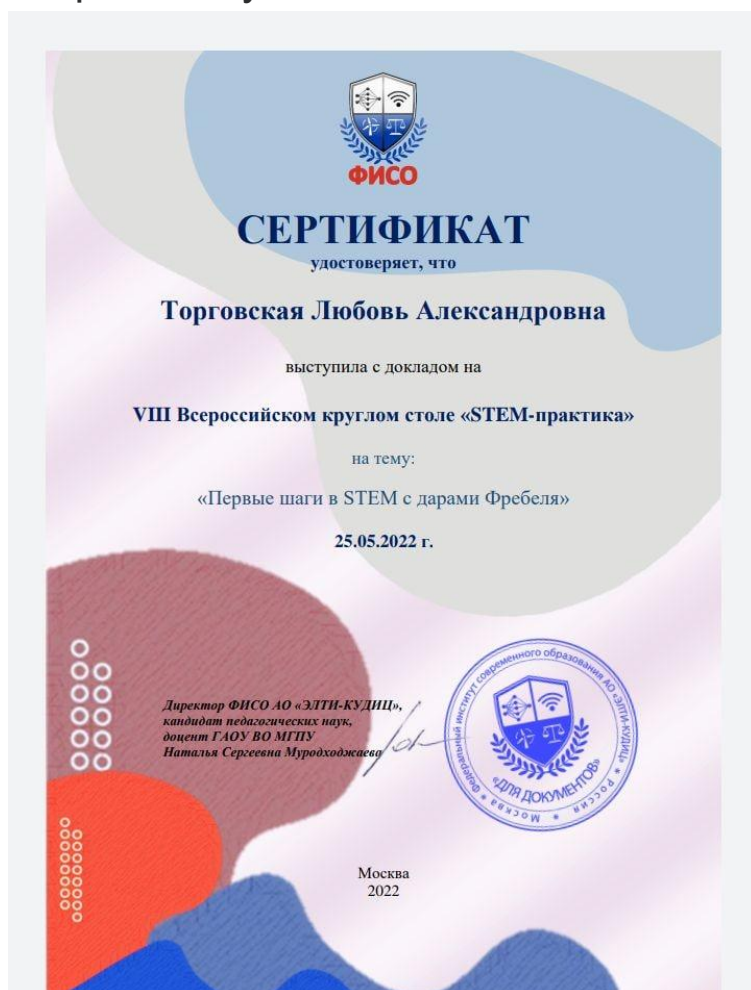 ФИСО
СЕРТИФИКАТ
удостоверяет, что
Торговская Любовь Александровна
выступила с докладом на
VIII Всероссийском круглом столе «STEM-практика»
на тему:
«Первые шаги в STEM с дарами Фребеля»
25.05.2022 г.
Директор ФИСО АО «ЭЛТИ-КУДИЦ»,
кандидат педагогических наук,
доцент ГАОУ ВО МГПУ
Наталья Сергеевна Муродходжаева
Федеральный институт современного образования АО «ЭЛТИ-КУДИЦ» * Россия * Москва *
«ДЛЯ ДОКУМЕНТОВ»
Москва
2022